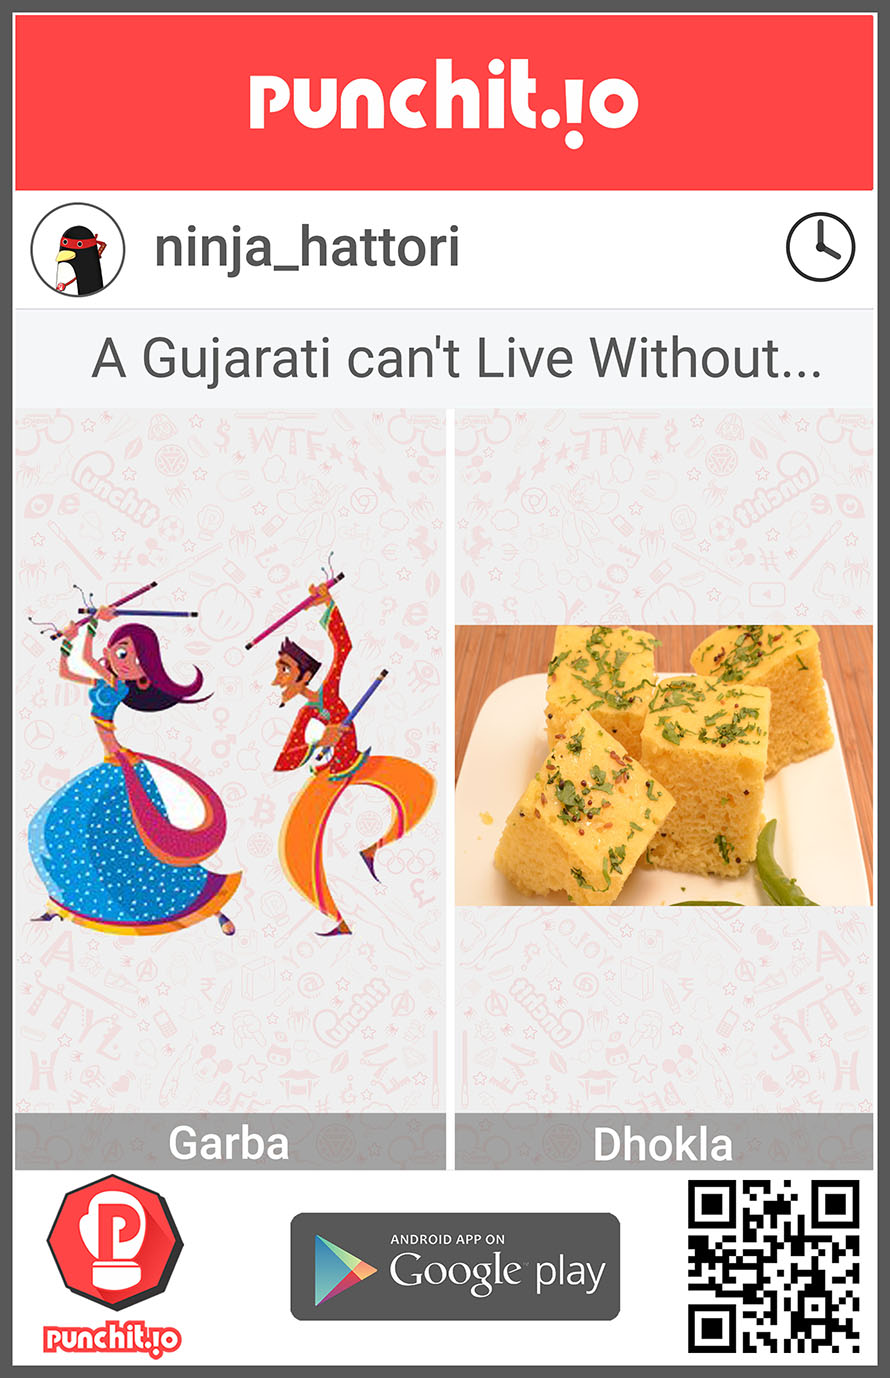 punchit.io
ninja_hattori
A Gujarati can't Live Without...
Garba
Dhokla
P
punchit.io
ANDROID APP ON
Google play